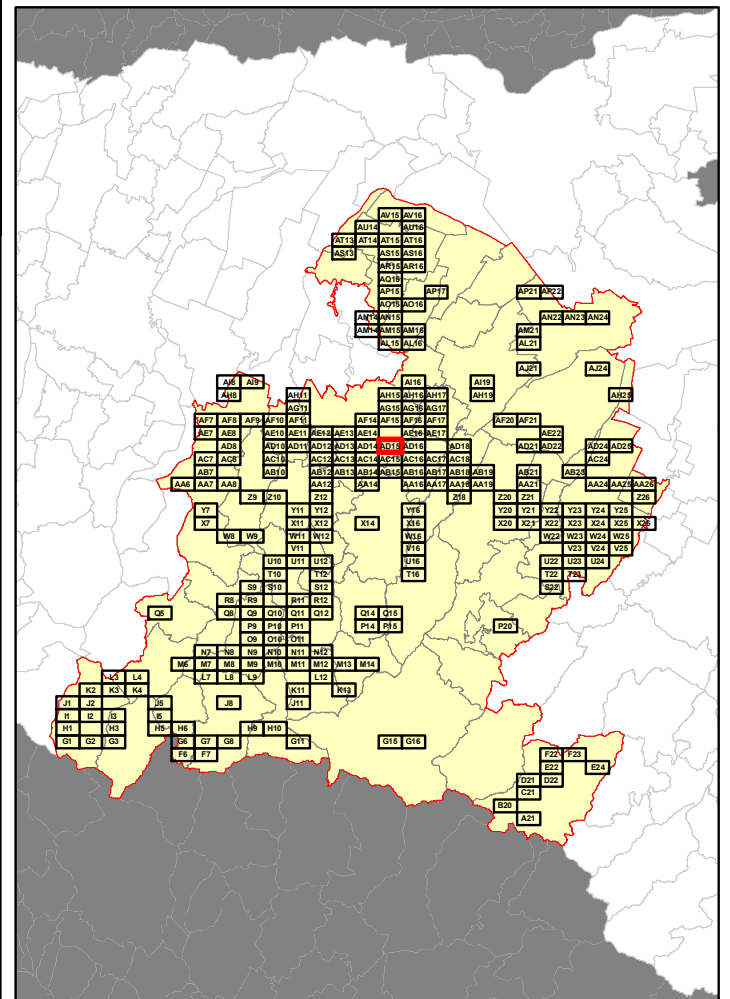 AV15 AV16
AU14 AU16
AT13 AT14 AT15 AT16
AS13 AS15 AS16
AR15 AR16
AQ15
AP15 AP17 AP21 AP22
AO15 AO16
AN14 AN15 AN22 AN23 AN24
AM14 AM15 AM16 AM21
AL15 AL16 AL21
AJ21 AJ24
AI8 AI9 AI16 AI19
AH8 AH11 AH15 AH16 AH17 AH19 AH25
AG11 AG15 AG16 AG17
AF7 AF8 AF9 AF10 AF11 AF14 AF15 AF16 AF17 AF20 AF21
AE7 AE8 AE10 AE11 AE12 AE13 AE14 AE16 AE17 AE22
AD8 AD10 AD11 AD12 AD13 AD14 AD15 AD16 AD18 AD21 AD22 AD24 AD25
AC7 AC8 AC10 AC12 AC13 AC14 AC15 AC16 AC17 AC18 AC24
AB7 AB10 AB12 AB13 AB14 AB15 AB16 AB17 AB18 AB19 AB21 AB23
AA6 AA7 AA8 AA12 AA14 AA16 AA17 AA18 AA19 AA21 AA24 AA25 AA26
Z9 Z10 Z12 Z18 Z20 Z21 Z26
Y7 Y11 Y12 Y16 Y20 Y21 Y22 Y23 Y24 Y25
X7 X11 X12 X14 X16 X20 X21 X22 X23 X24 X25 X26
W8 W9 W11 W12 W16 W22 W23 W24 W25
V11 V16 V23 V24 V25
U10 U11 U12 U16 U22 U23 U24
T10 T12 T16 T22 T23
S9 S10 S12 S22
R8 R9 R11 R12
Q5 Q8 Q9 Q10 Q11 Q12 Q14 Q15
P9 P10 P11 P14 P15 P20
O9 O10 O11
N7 N8 N9 N10 N11 N12
M6 M7 M8 M9 M10 M11 M12 M13 M14
L3 L4 L7 L8 L9 L12
K2 K3 K4 K11 K13
J1 J2 J5 J8 J11
I1 I2 I3 I5
H1 H3 H5 H6 H9 H10
G1 G2 G3 G6 G7 G8 G11 G15 G16
F6 F7 F22 F23
E22 E24
D21 D22
C21
B20
A21